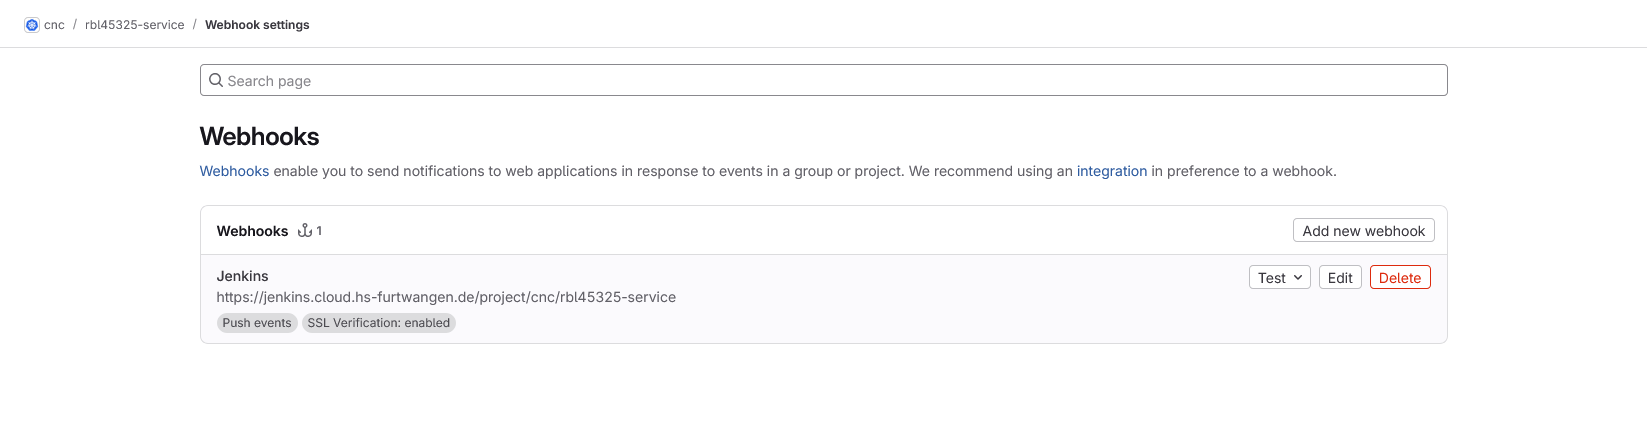 cnc / rbl45325-service / Webhook settings
Search page
Webhooks
Webhooks enable you to send notifications to web applications in response to events in a group or project. We recommend using an integration in preference to a webhook.
Webhooks 1 Add new webhook
Jenkins Test Edit Delete
https://jenkins.cloud.hs-furtwangen.de/project/cnc/rbl45325-service
Push events SSL Verification: enabled